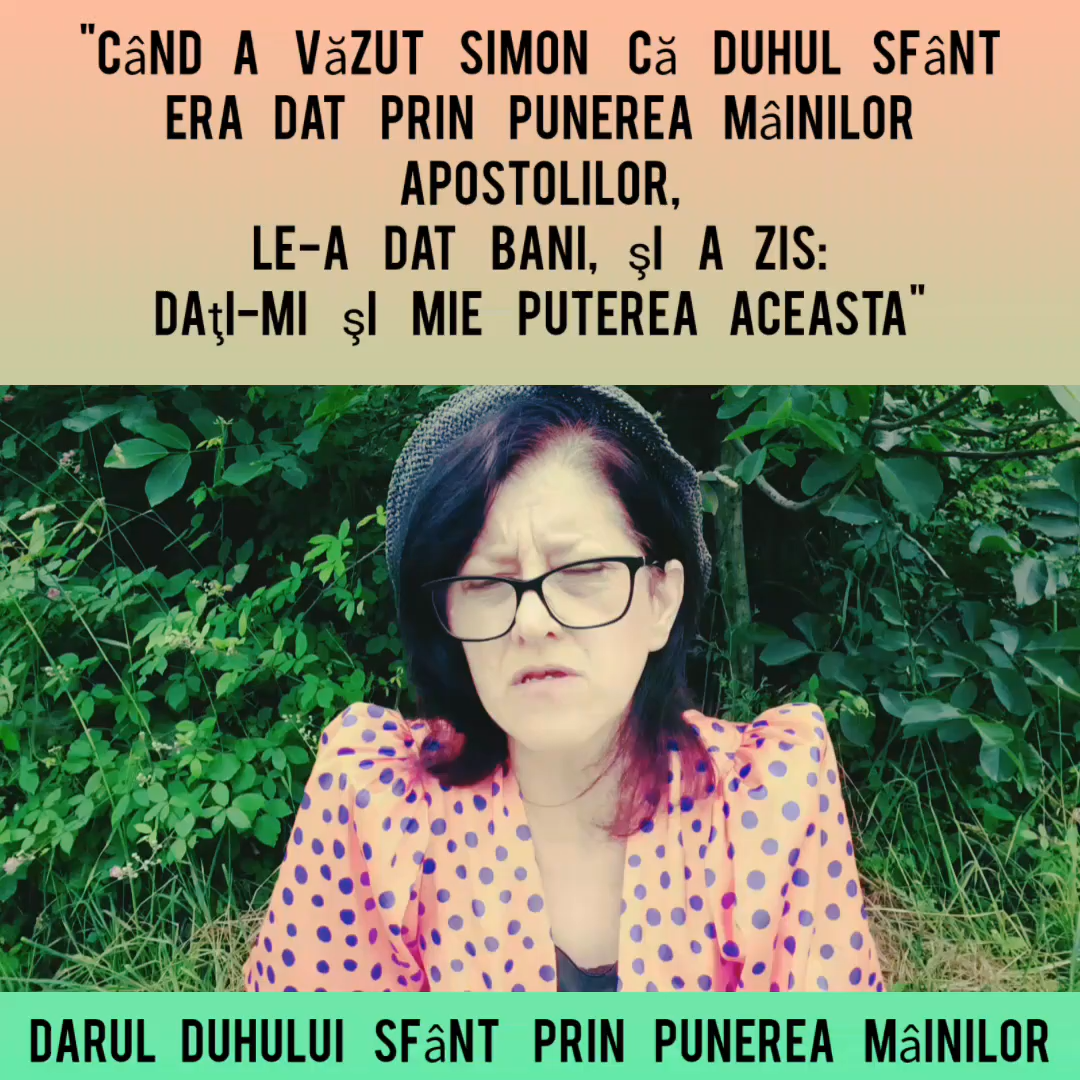 "CâND A VăZUT SIMON Că DUHUL SFâNT
ERA DAT PRIN PUNEREA MâINILOR
APOSTOLILOR,
LE-A DAT BANI, şI A ZIS:
DAţI-MI şI MIE PUTEREA ACEASTA"
DARUL DUHULUI SFâNT PRIN PUNEREA MâINILOR